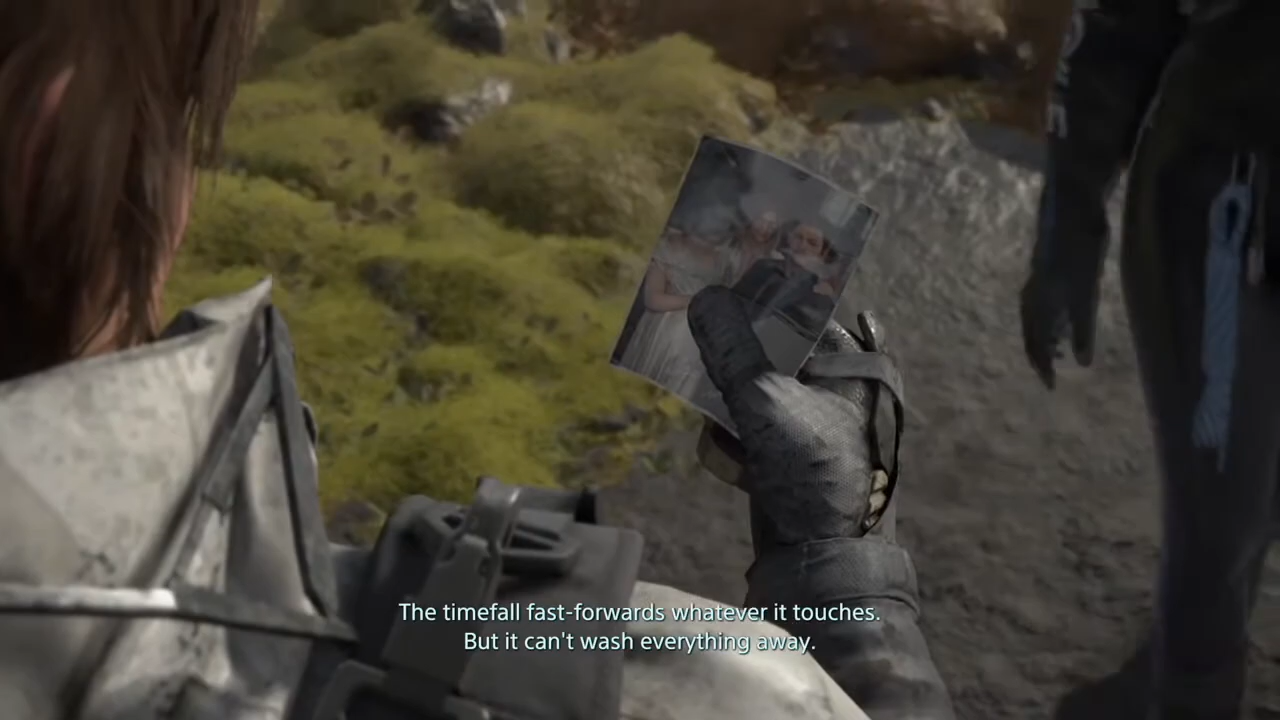 The timefall fast-forwards whatever it touches.
But it can't wash everything away.